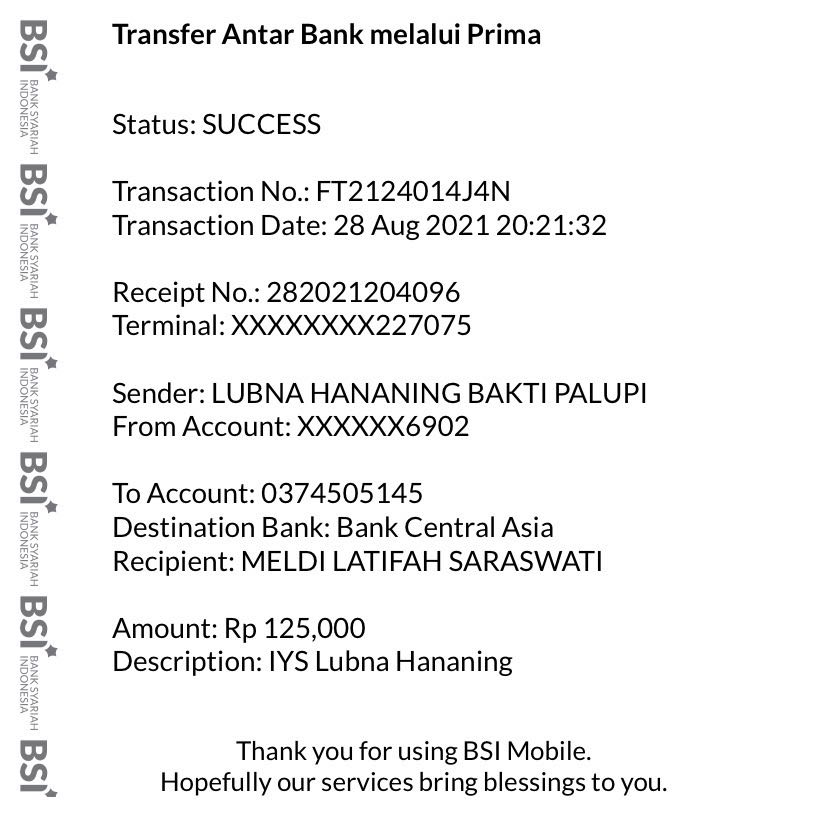 Transfer Antar Bank melalui Prima
Status: SUCCESS
Transaction No.: FT2124014J4N
Transaction Date: 28 Aug 2021 20:21:32
Receipt No.: 282021204096
Terminal: XXXXXXXX227075
Sender: LUBNA HANANING BAKTI PALUPI
From Account: XXXXXX6902
To Account: 0374505145
Destination Bank: Bank Central Asia
Recipient: MELDI LATIFAH SARASWATI
Amount: Rp 125,000
Description: IYS Lubna Hananing
Thank you for using BSI Mobile.
Hopefully our services bring blessings to you.
BSI
BANK SYARIAH
INDONESIA
BSI
BANK SYARIAH
INDONESIA
BSI
BANK SYARIAH
INDONESIA
BSI
BANK SYARIAH
INDONESIA
BSI
BANK SYARIAH
INDONESIA
BSI